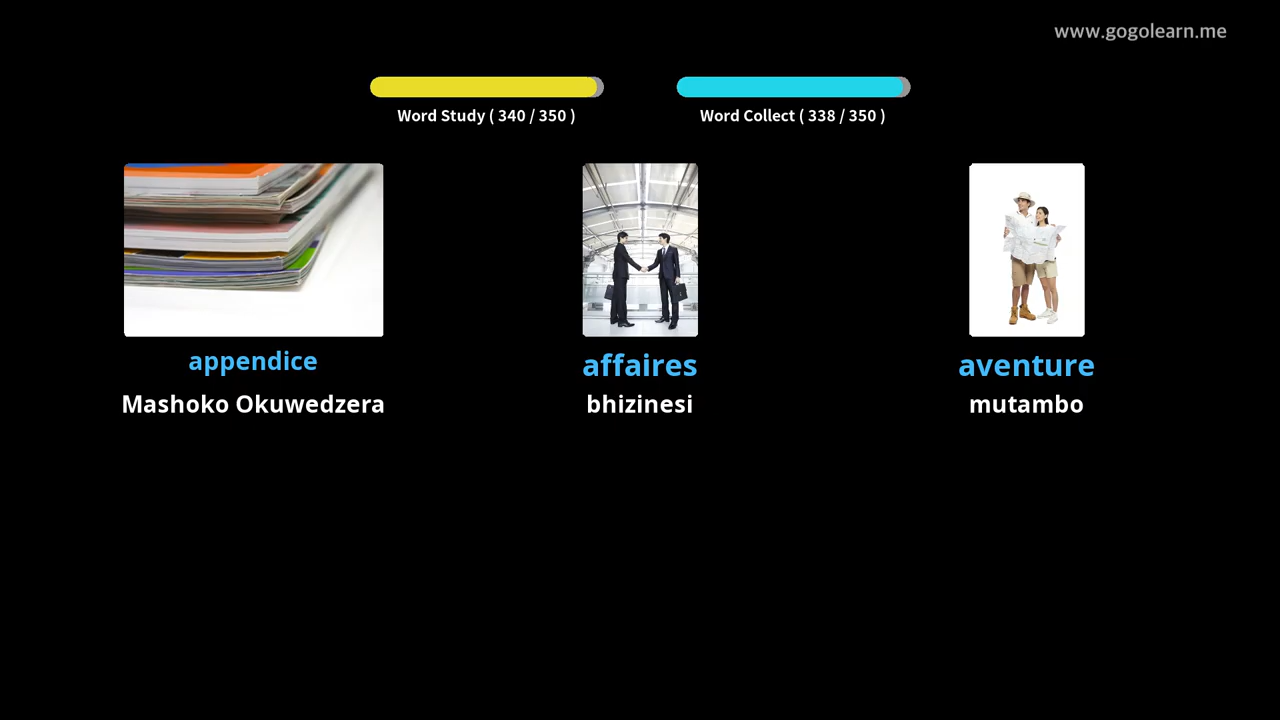 www.gogolearn.me
Word Study ( 340 / 350 )
Word Collect ( 338 / 350 )
appendice
Mashoko Okuwedzera
affaires
bhizinesi
aventure
mutambo